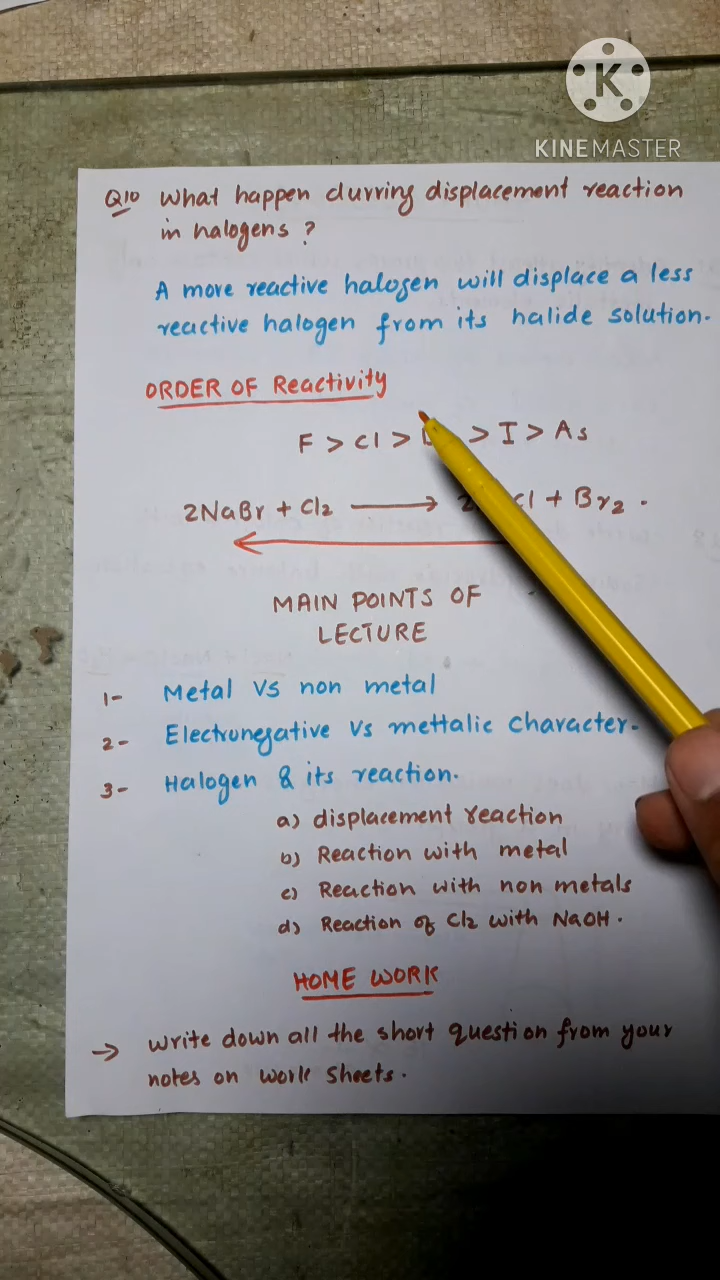 K
KINEMASTER
Q10 What happen durring displacement reaction
in halogens ?
A more reactive halogen will displace a less
reactive halogen from its halide solution.
ORDER OF Reactivity
F > Cl > > I > As
2NaBr + Cl2 ⟶ Cl + Br2 .
MAIN POINTS OF
LECTURE
1- Metal Vs non metal
2- Electronegative Vs mettalic character.
3- Halogen & its reaction.
a) displacement reaction
b) Reaction with metal
c) Reaction with non metals
d) Reaction of Cl2 with NaOH.
HOME WORK
→ Write down all the short question from your
notes on work sheets.